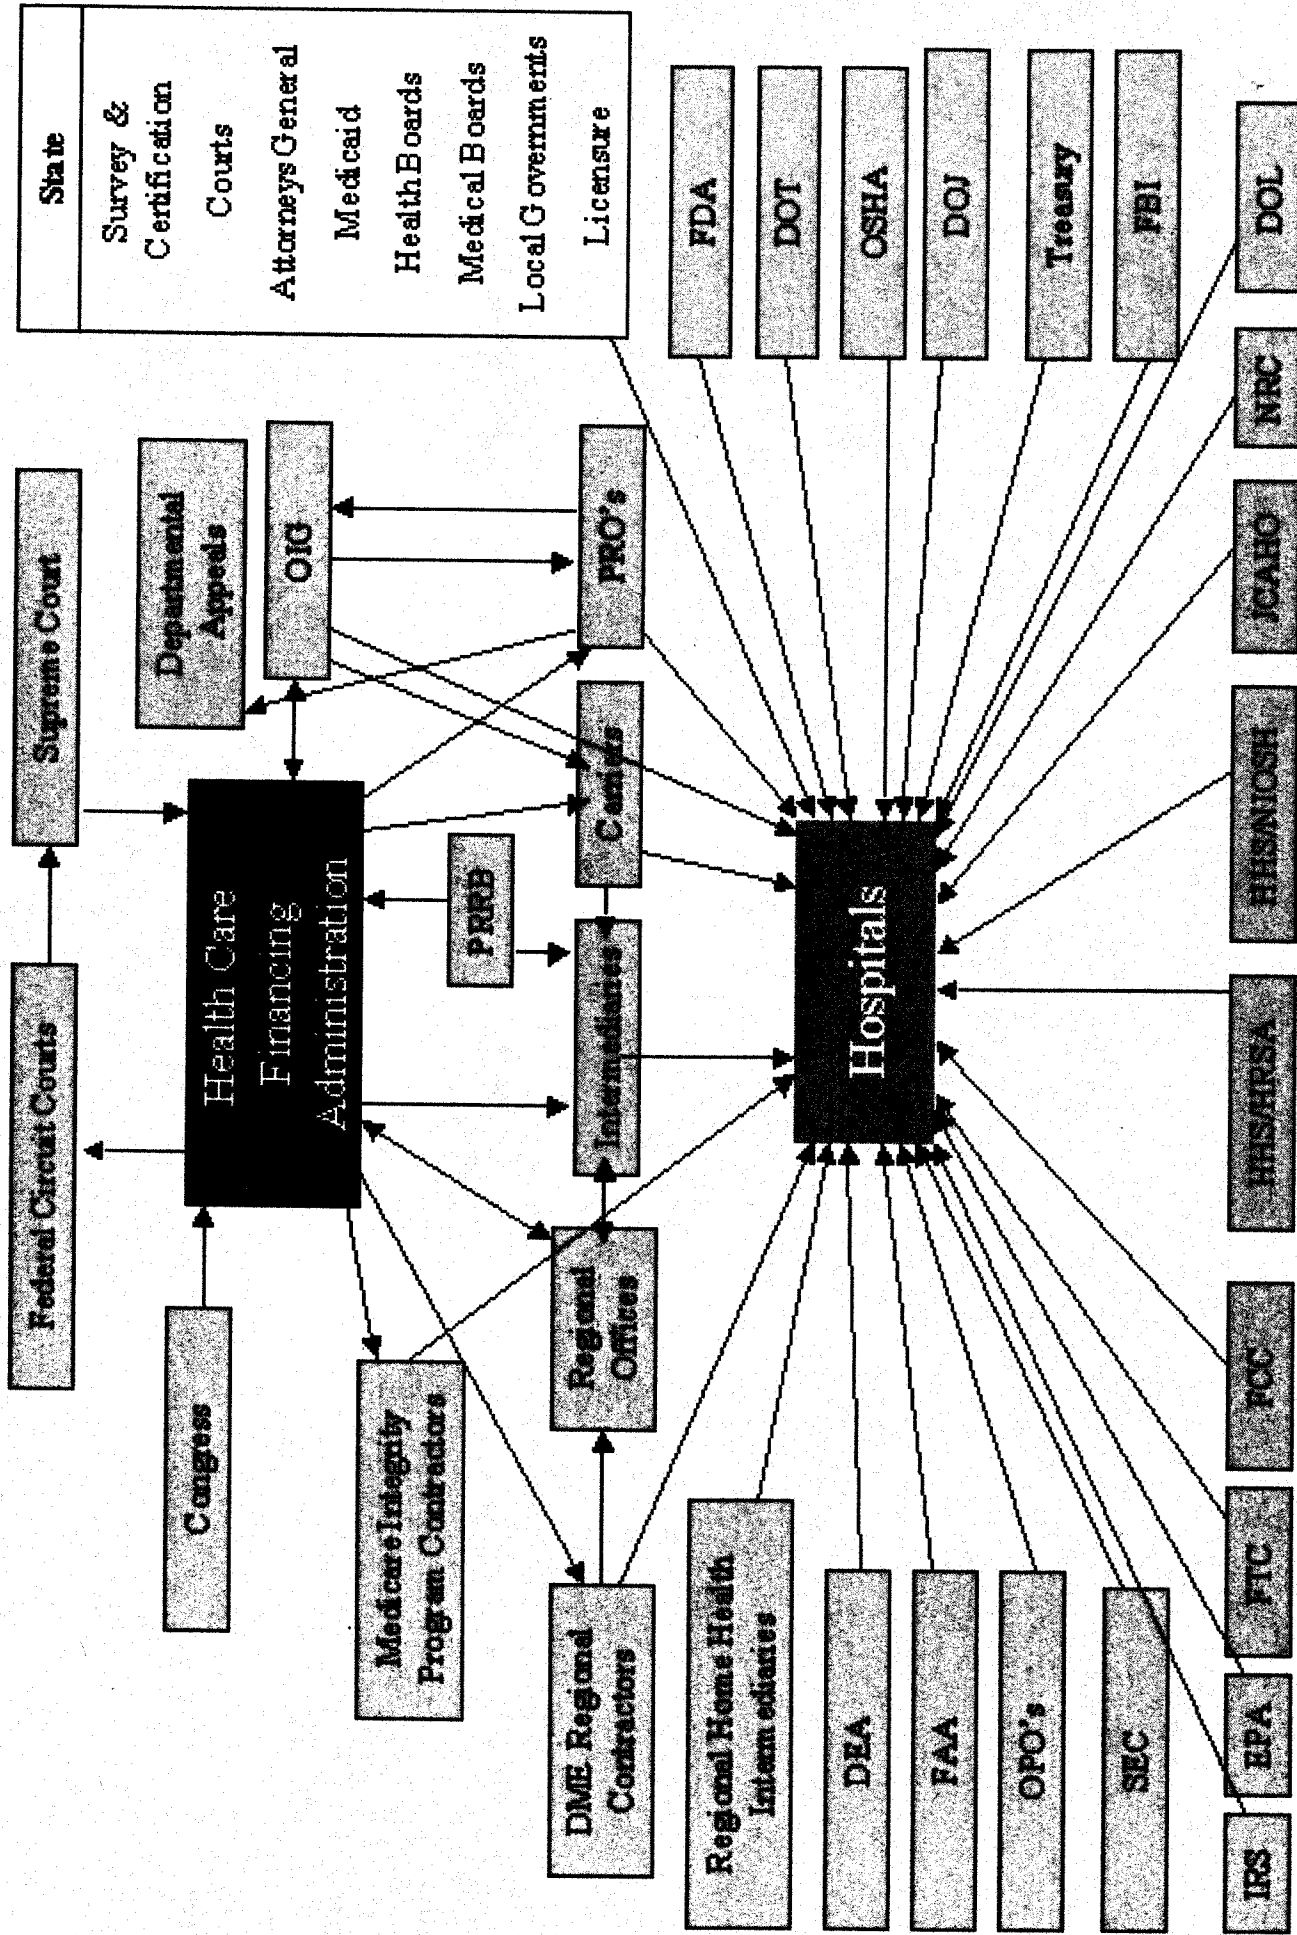 Federal Circuit Courts
Supreme Court
State
Survey &
Certification
Courts
Attorneys General
Medicaid
Health Boards
Medical Boards
Local Governments
Licensure
Congess
Health Care
Financing
Administration
Departmental
Appeals
OIG
Medicare Integrity
Program Contractors
PRRB
DME Regional
Contractors
Regional
Offices
Intermediaries
Carriers
PRO's
Regional Home Health
Intermediaries
Hospitals
FDA
DOT
OSHA
DOJ
Treasury
FBI
DEA
FAA
OPO's
SEC
IRS
EPA
FTC
FCC
HHS/HRSA
HHS/NIOSH
JCAHO
NRC
DOL